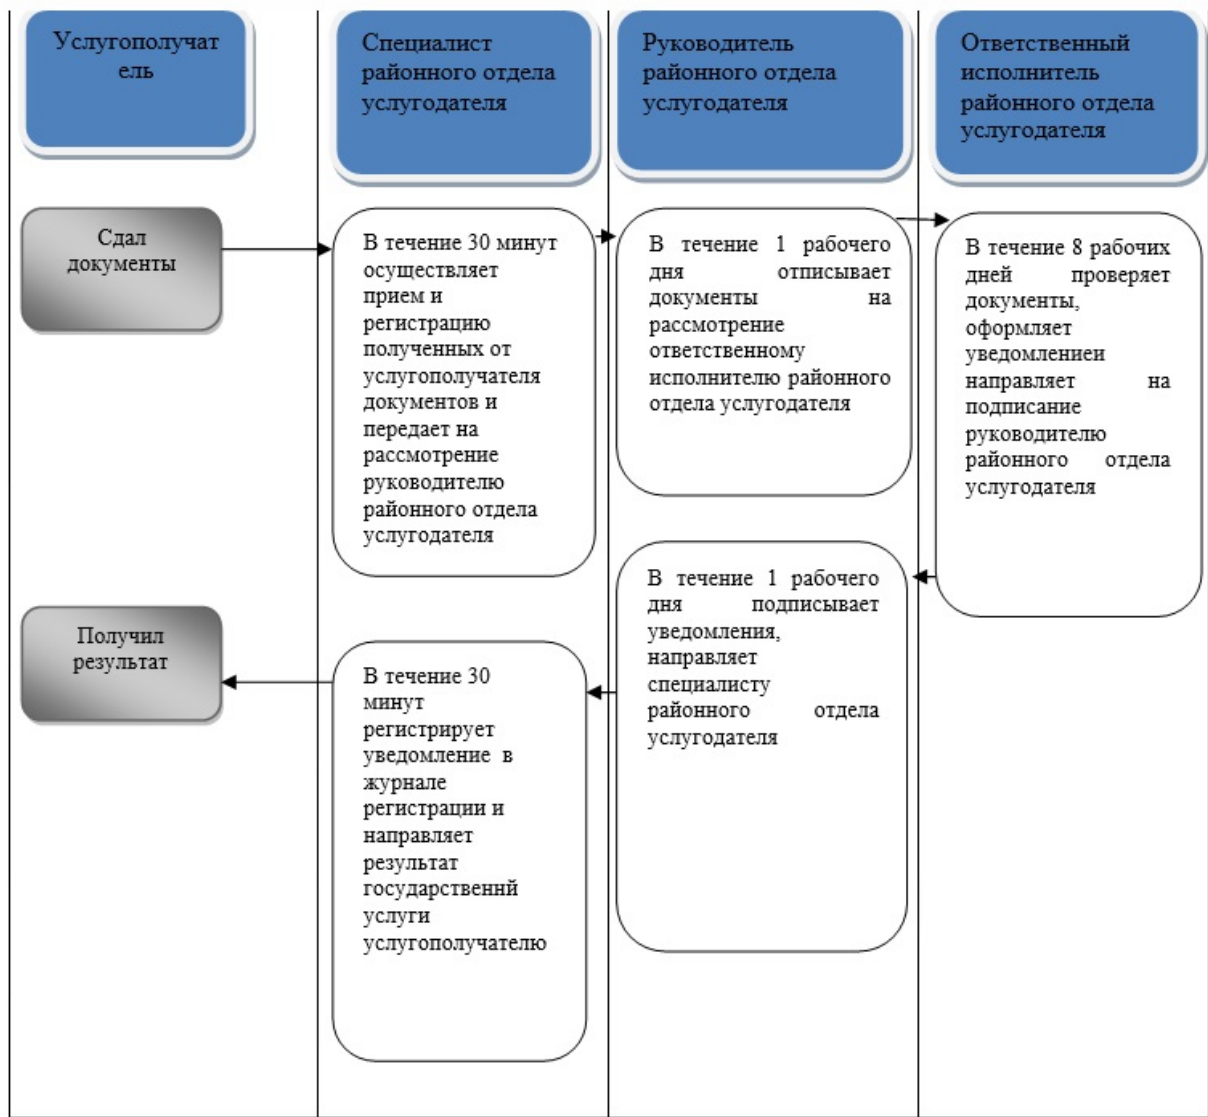 Услугополучат
ель
Специалист
районного отдела
услугодателя
Руководитель
районного отдела
услугодателя
Ответственный
исполнитель
районного отдела
услугодателя
Сдал
документы
В течение 30 минут
осуществляет
прием и
регистрацию
полученных от
услугополучателя
документов и
передает на
рассмотрение
руководителю
районного отдела
услугодателя
В течение 1 рабочего
дня отписывает
документы на
рассмотрение
ответственному
исполнителю районного
отдела услугодателя
В течение 8 рабочих
дней проверяет
документы,
оформляет
уведомлениеи
направляет на
подписание
руководителю
районного отдела
услугодателя
В течение 1 рабочего
дня подписывает
уведомления,
направляет
специалисту
районного отдела
услугодателя
В течение 30
минут
регистрирует
уведомление в
журнале
регистрации и
направляет
результат
государственнй
услуги
услугополучателю
Получил
результат